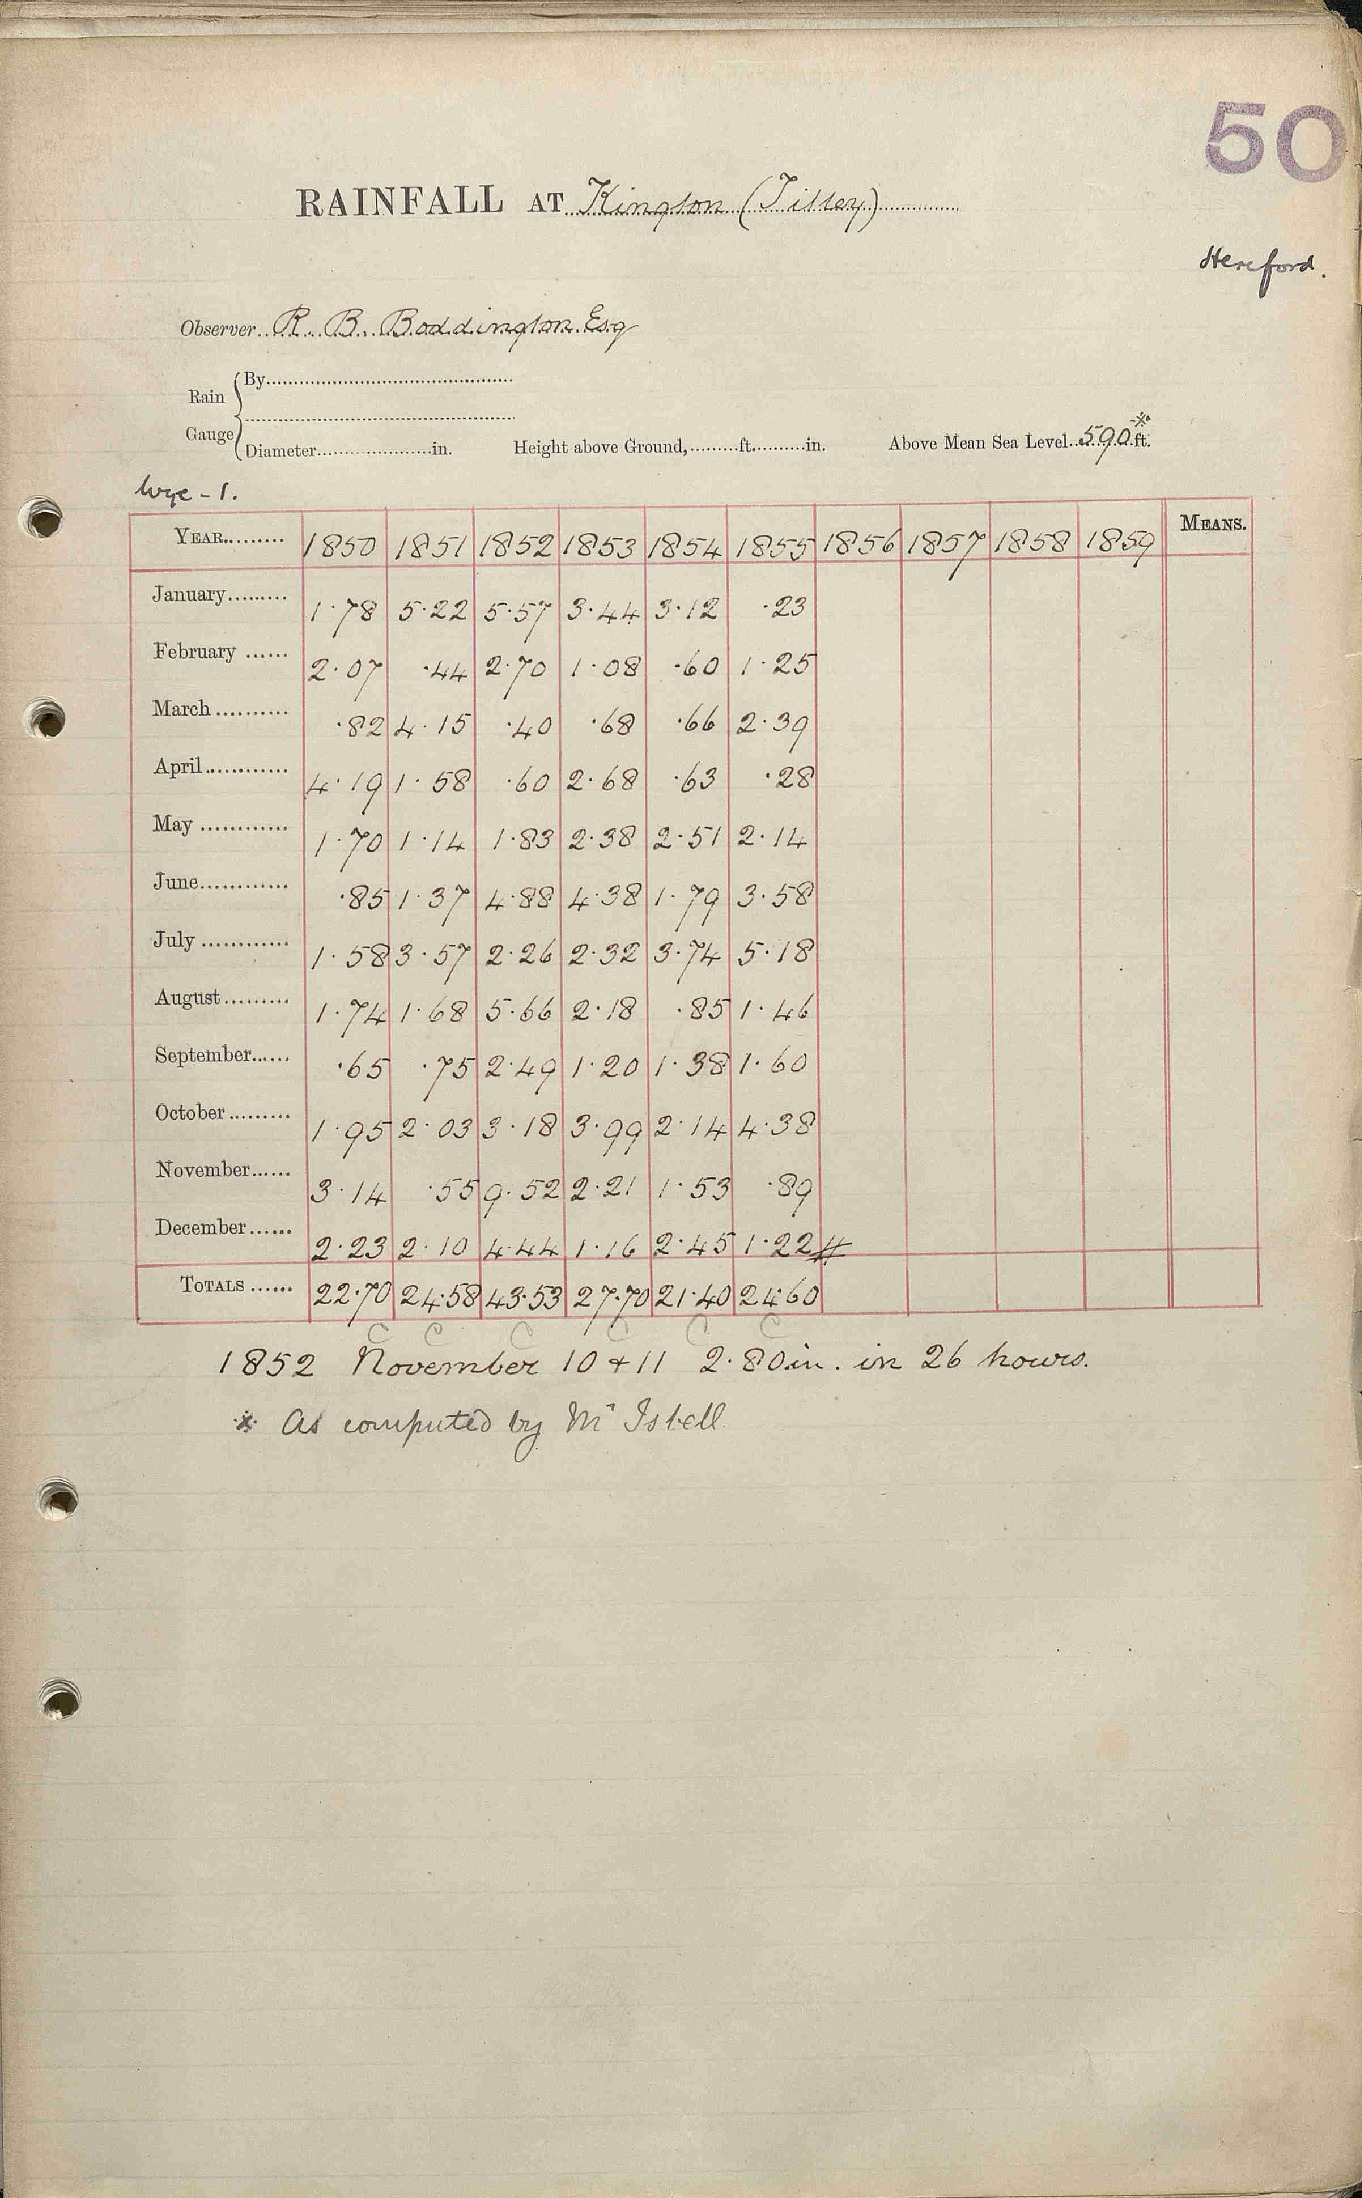 50
RAINFALL AT Kington (Tilley)
Hereford.
Observer R. B. Boddington Esq
Rain Gauge { By
Diameter in. Height above Ground, ft. in. Above Mean Sea Level 590 ft. *
Wye - 1.
YEAR 1850 1851 1852 1853 1854 1855 1856 1857 1858 1859 MEANS.
January 1.78 5.22 5.57 3.44 3.12 .23
February 2.07 .44 2.70 1.08 .60 1.25
March .82 4.15 .40 .68 .66 2.39
April 4.19 1.58 .60 2.68 .63 .28
May 1.70 1.14 1.83 2.38 2.51 2.14
June .85 1.37 4.88 4.38 1.79 3.58
July 1.58 3.57 2.26 2.32 3.74 5.18
August 1.74 1.68 5.66 2.18 .85 1.46
September .65 .75 2.49 1.20 1.38 1.60
October 1.95 2.03 3.18 3.99 2.14 4.38
November 3.14 .55 9.52 2.21 1.53 .89
December 2.23 2.10 4.44 1.16 2.45 1.22 #
TOTALS 22.70 24.58 43.53 27.70 21.40 24.60
C C C C C C
1852 November 10 + 11 2.80 in. in 26 hours.
* As computed by Mr Isbell